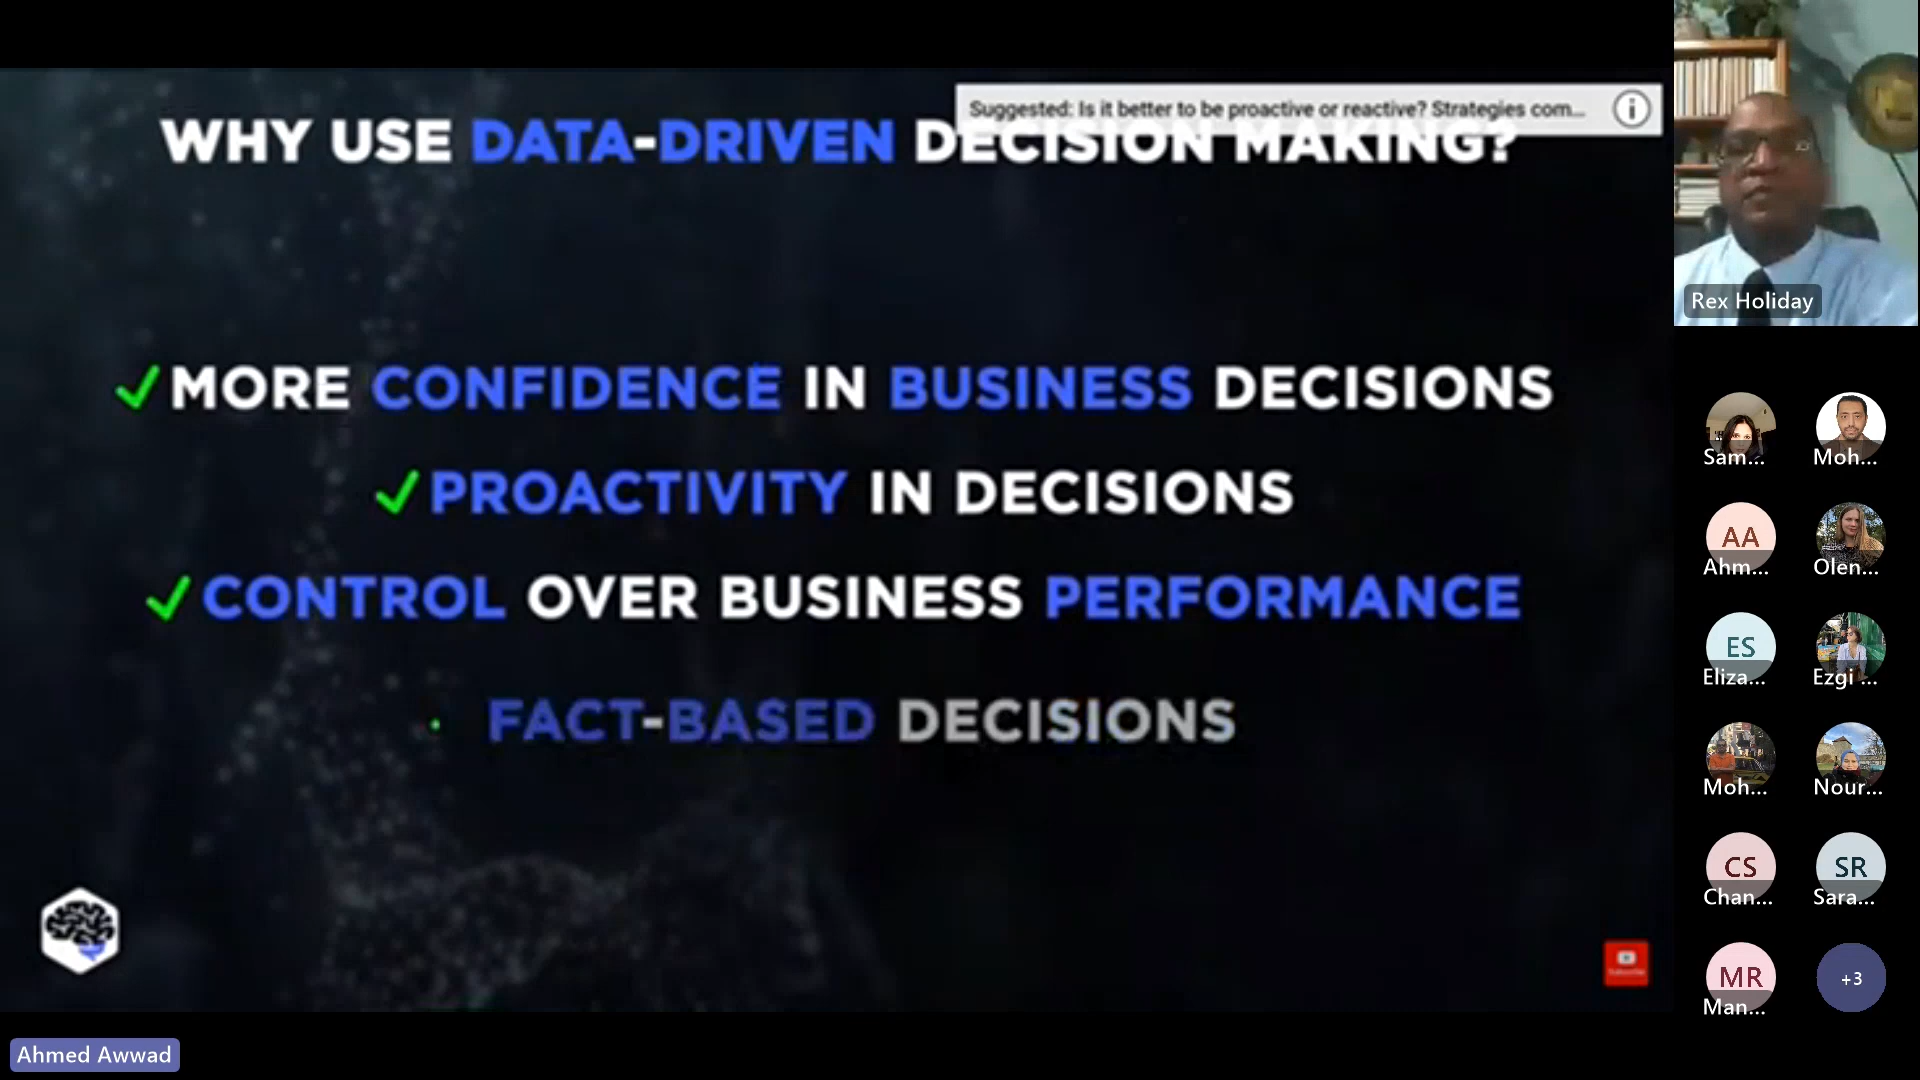 Suggested: Is it better to be proactive or reactive? Strategies com...
WHY USE DATA-DRIVEN DECISION MAKING?
✓ MORE CONFIDENCE IN BUSINESS DECISIONS
✓ PROACTIVITY IN DECISIONS
✓ CONTROL OVER BUSINESS PERFORMANCE
FACT-BASED DECISIONS
Rex Holiday
Sam...
Moh...
AA
Ahm...
Olen...
ES
Eliza...
Ezgi ...
Moh...
Nour...
CS
Chan...
SR
Sara...
MR
Man...
+3
Ahmed Awwad